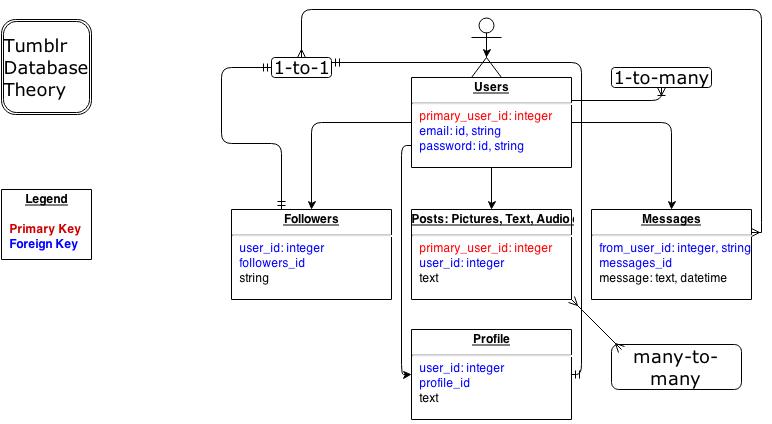 Tumblr
Database
Theory
1-to-1
1-to-many
Users
primary_user_id: integer
email: id, string
password: id, string
Legend
Primary Key
Foreign Key
Followers
user_id: integer
followers_id
string
Posts: Pictures, Text, Audio
primary_user_id: integer
user_id: integer
text
Messages
from_user_id: integer, string
messages_id
message: text, datetime
Profile
user_id: integer
profile_id
text
many-to-
many